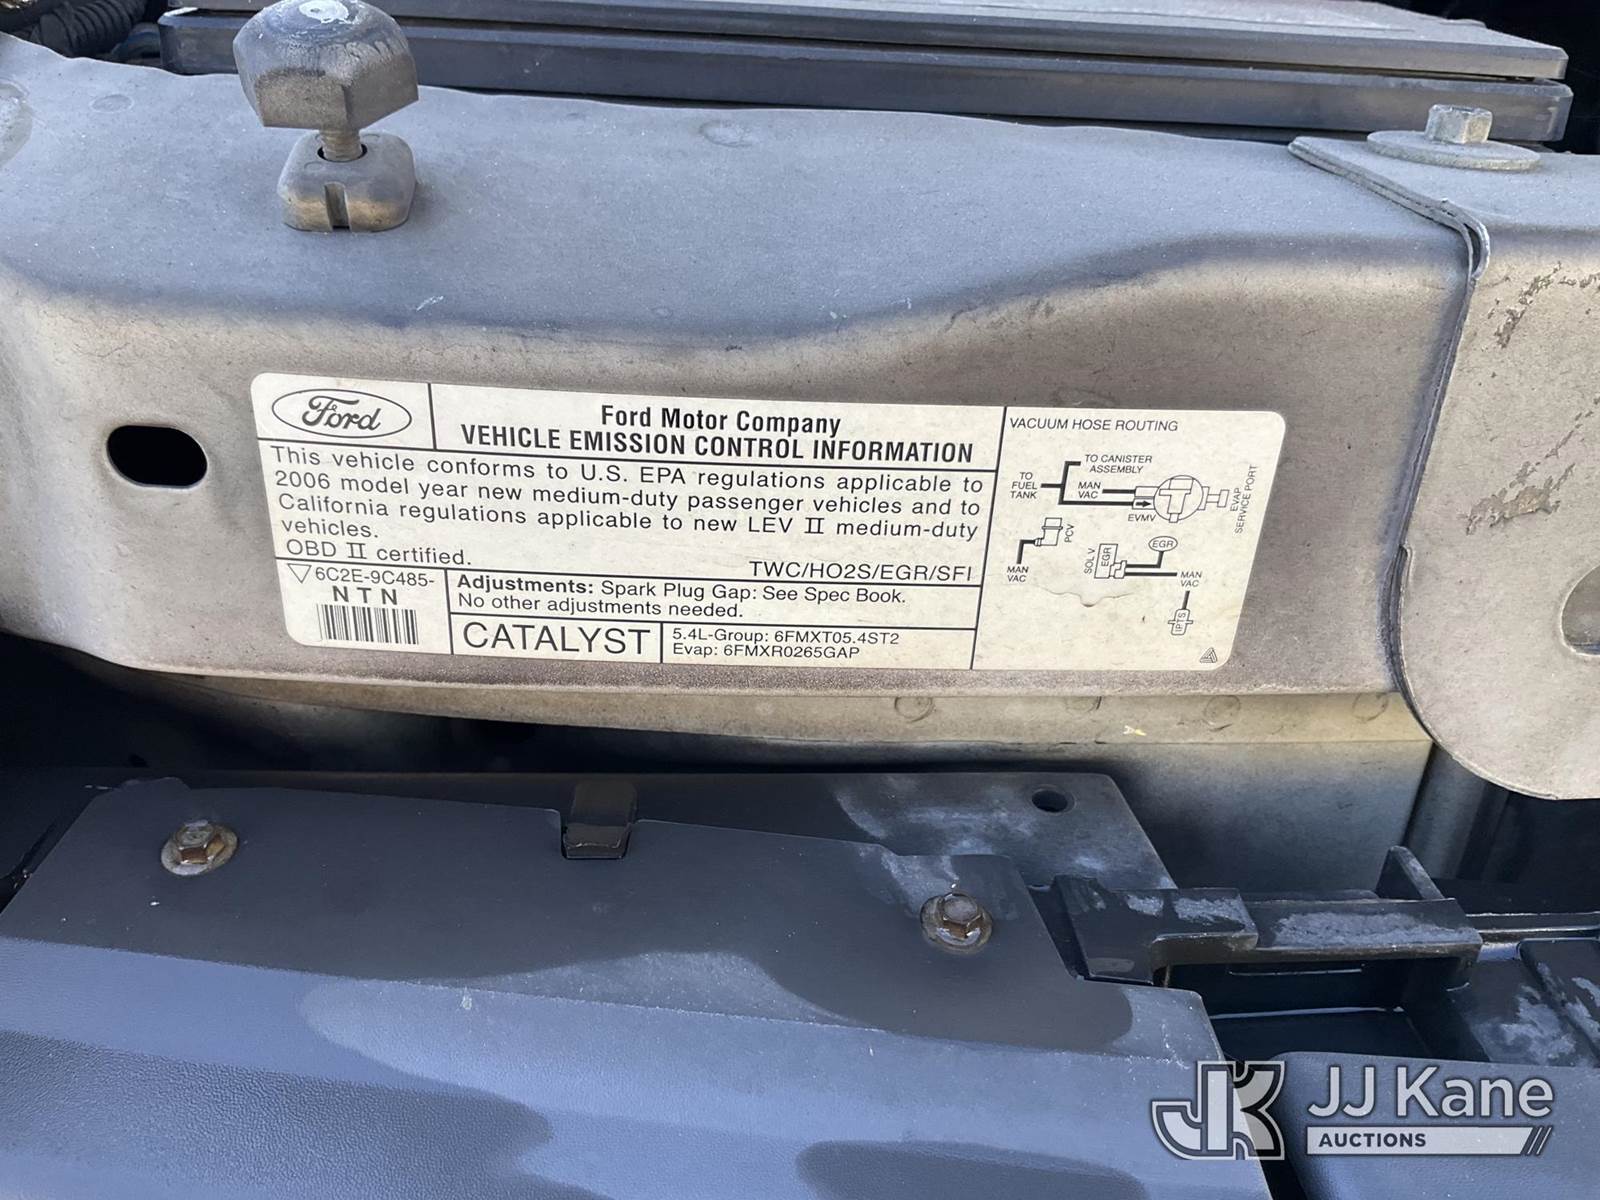 Ford
Ford Motor Company
VEHICLE EMISSION CONTROL INFORMATION
This vehicle conforms to U.S. EPA regulations applicable to
2006 model year new medium-duty passenger vehicles and to
California regulations applicable to new LEV II medium-duty
vehicles.
OBD II certified.
TWC/HO2S/EGR/SFI
6C2E-9C485-
NTN
Adjustments: Spark Plug Gap: See Spec Book.
No other adjustments needed.
CATALYST
5.4L-Group: 6FMXT05.4ST2
Evap: 6FMXR0265GAP
VACUUM HOSE ROUTING
TO CANISTER
ASSEMBLY
TO
FUEL
TANK
MAN
VAC
EVMV
EVAP
SERVICE PORT
PCV
MAN
VAC
SOLV
EGR
EGR
MAN
VAC
IPTS
JK
JJ Kane
AUCTIONS